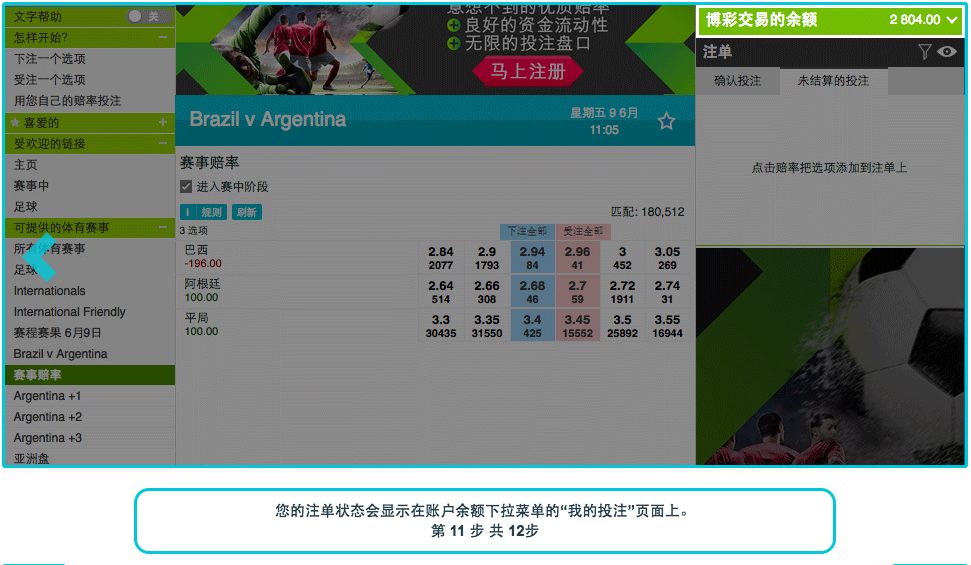 文字帮助 关
怎样开始? −
下注一个选项
受注一个选项
用您自己的赔率投注
喜爱的 +
受欢迎的链接 −
主页
赛事中
足球
可提供的体育赛事 −
所有体育赛事
足球
Internationals
International Friendly
赛程赛果 6月9日
Brazil v Argentina
赛事赔率
Argentina +1
Argentina +2
Argentina +3
亚洲盘
意想不到的优质赔率
良好的资金流动性
无限的投注盘口
马上注册
Brazil v Argentina
星期五 9 6月
11:05
赛事赔率
进入赛中阶段
规则 刷新
匹配: 180,512
3 选项 下注全部 受注全部
巴西 2.84 2.9 2.94 2.96 3 3.05
-196.00 2077 1793 84 41 452 269
阿根廷 2.64 2.66 2.68 2.7 2.72 2.74
100.00 514 308 46 59 1911 31
平局 3.3 3.35 3.4 3.45 3.5 3.55
100.00 30435 31550 425 15552 25892 16944
博彩交易的余额 2 804.00
注单
确认投注 未结算的投注
点击赔率把选项添加到注单上
您的注单状态会显示在账户余额下拉菜单的“我的投注”页面上。
第 11 步 共 12步